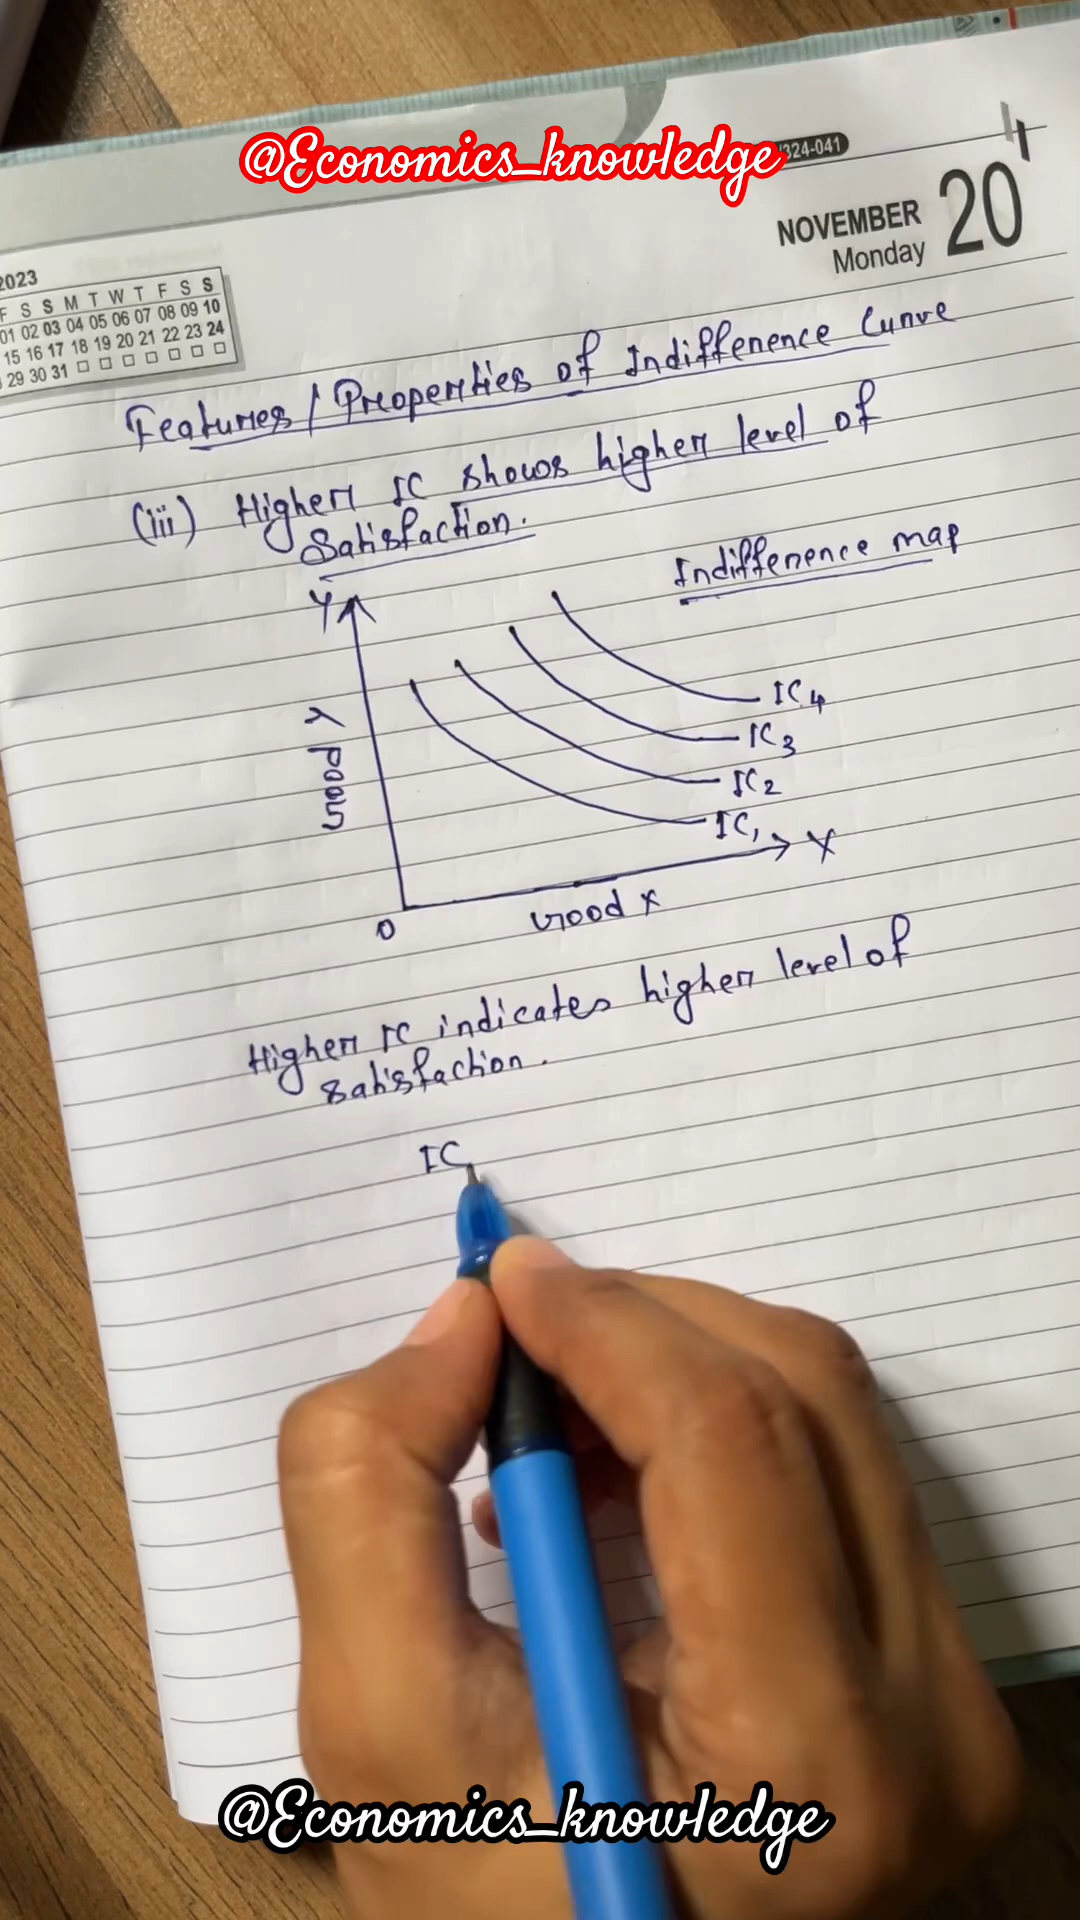 @Economics_knowledge
324-041
NOVEMBER 20
Monday
2023
F S S M T W T F S S
01 02 03 04 05 06 07 08 09 10
15 16 17 18 19 20 21 22 23 24
29 30 31
Features / Properties of Indifference Curve
(iii) Higher IC shows higher level of
Satisfaction.
Indifference map
Y
IC4
IC3
Good Y
IC2
IC1
X
O
Good X
Higher IC indicates higher level of
satisfaction.
IC
@Economics_knowledge